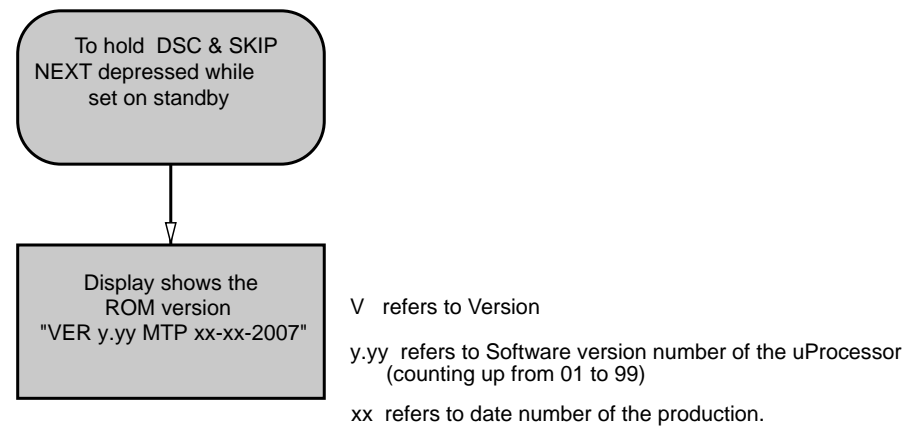 To hold DSC & SKIP
NEXT depressed while
set on standby
Display shows the
ROM version
"VER y.yy MTP xx-xx-2007"
V refers to Version
y.yy refers to Software version number of the uProcessor
(counting up from 01 to 99)
xx refers to date number of the production.